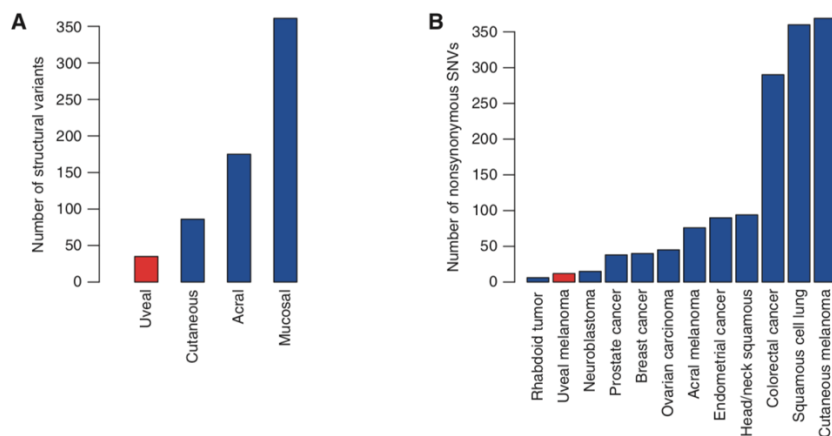 A
Number of structural variants
350
300
250
200
150
100
50
0
Uveal
Cutaneous
Acral
Mucosal
B
Number of nonsynonymous SNVs
350
300
250
200
150
100
50
0
Rhabdoid tumor
Uveal melanoma
Neuroblastoma
Prostate cancer
Breast cancer
Ovarian carcinoma
Acral melanoma
Endometrial cancer
Head/neck squamous
Colorectal cancer
Squamous cell lung
Cutaneous melanoma